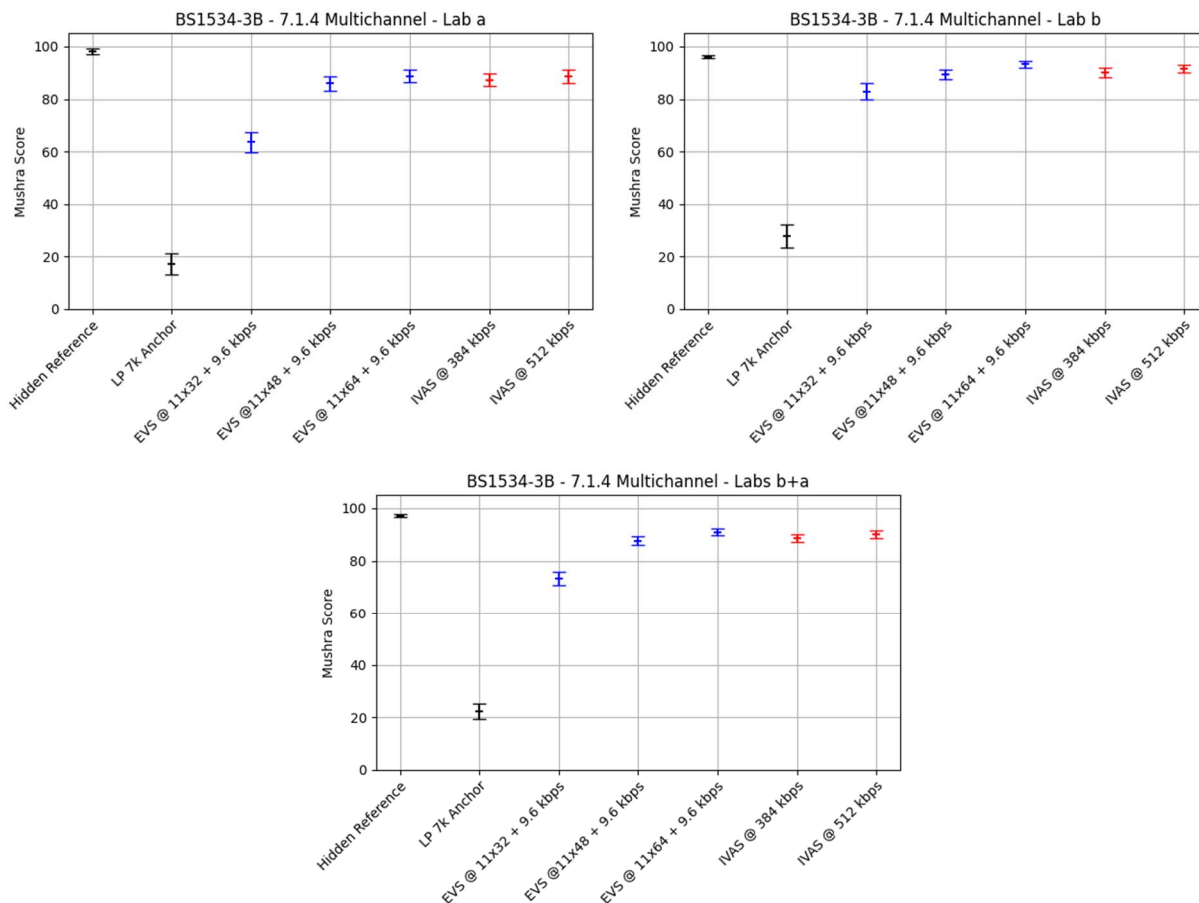 BS1534-3B - 7.1.4 Multichannel - Lab a
Mushra Score
100
80
60
40
20
0
Hidden Reference
LP 7k Anchor
EVS @ 11x32 + 9.6 kbps
EVS @11x48 + 9.6 kbps
EVS @ 11x64 + 9.6 kbps
IVAS @ 384 kbps
IVAS @ 512 kbps
BS1534-3B - 7.1.4 Multichannel - Lab b
Mushra Score
100
80
60
40
20
0
Hidden Reference
LP 7k Anchor
EVS @ 11x32 + 9.6 kbps
EVS @11x48 + 9.6 kbps
EVS @ 11x64 + 9.6 kbps
IVAS @ 384 kbps
IVAS @ 512 kbps
BS1534-3B - 7.1.4 Multichannel - Labs b+a
Mushra Score
100
80
60
40
20
0
Hidden Reference
LP 7k Anchor
EVS @ 11x32 + 9.6 kbps
EVS @11x48 + 9.6 kbps
EVS @ 11x64 + 9.6 kbps
IVAS @ 384 kbps
IVAS @ 512 kbps